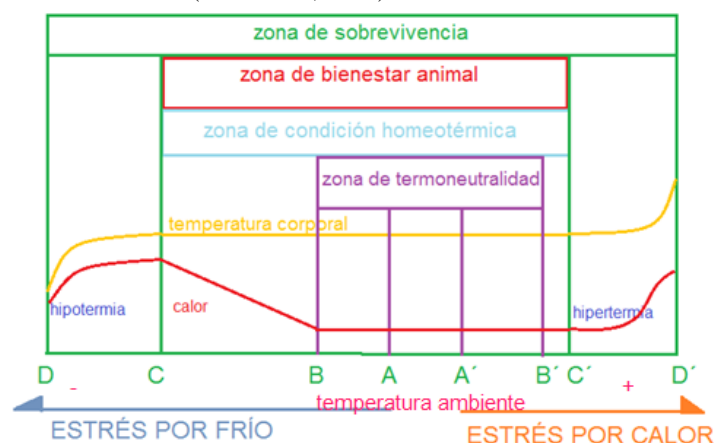 zona de sobrevivencia
zona de bienestar animal
zona de condición homeotérmica
zona de termoneutralidad
temperatura corporal
hipotermia
calor
hipertermia
D C B A A´ B´ C´ D´
- +
temperatura ambiente
ESTRÉS POR FRÍO
ESTRÉS POR CALOR